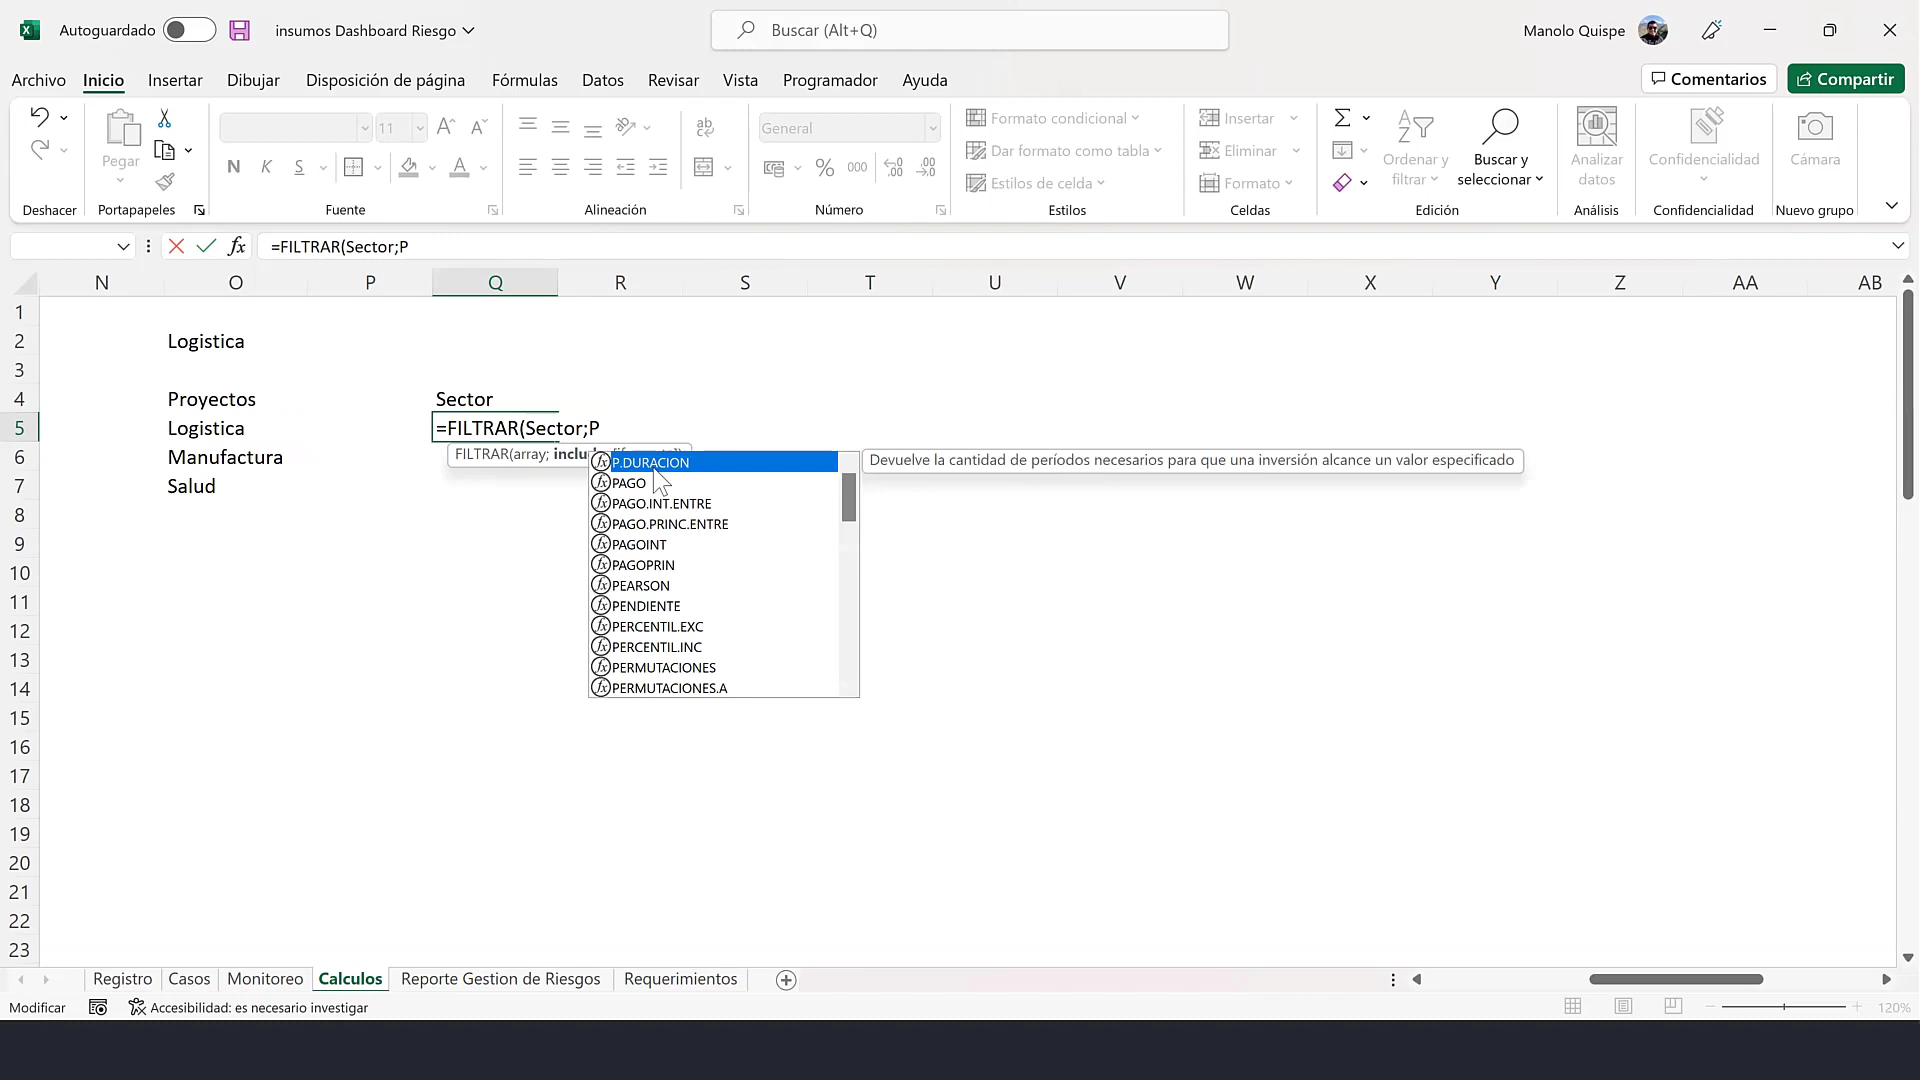 Autoguardado
insumos Dashboard Riesgo
Buscar (Alt+Q)
Manolo Quispe
Archivo Inicio Insertar Dibujar Disposición de página Fórmulas Datos Revisar Vista Programador Ayuda
Comentarios
Compartir
Deshacer
Pegar
Portapapeles
11
N K S
Fuente
ab
Alineación
General
% 000
Número
Formato condicional
Dar formato como tabla
Estilos de celda
Estilos
Insertar
Eliminar
Formato
Celdas
Ordenar y filtrar
Buscar y seleccionar
Edición
Analizar datos
Análisis
Confidencialidad
Confidencialidad
Cámara
Nuevo grupo
fx =FILTRAR(Sector;P
N O P Q R S T U V W X Y Z AA AB
1
2 Logistica
3
4 Proyectos Sector
5 Logistica =FILTRAR(Sector;P
6 Manufactura
7 Salud
8
9
10
11
12
13
14
15
16
17
18
19
20
21
22
23
P.DURACION
PAGO
PAGO.INT.ENTRE
PAGO.PRINC.ENTRE
PAGOINT
PAGOPRIN
PEARSON
PENDIENTE
PERCENTIL.EXC
PERCENTIL.INC
PERMUTACIONES
PERMUTACIONES.A
Devuelve la cantidad de períodos necesarios para que una inversión alcance un valor especificado
FILTRAR(array;
Registro Casos Monitoreo Calculos Reporte Gestion de Riesgos Requerimientos
Modificar
Accesibilidad: es necesario investigar
120%